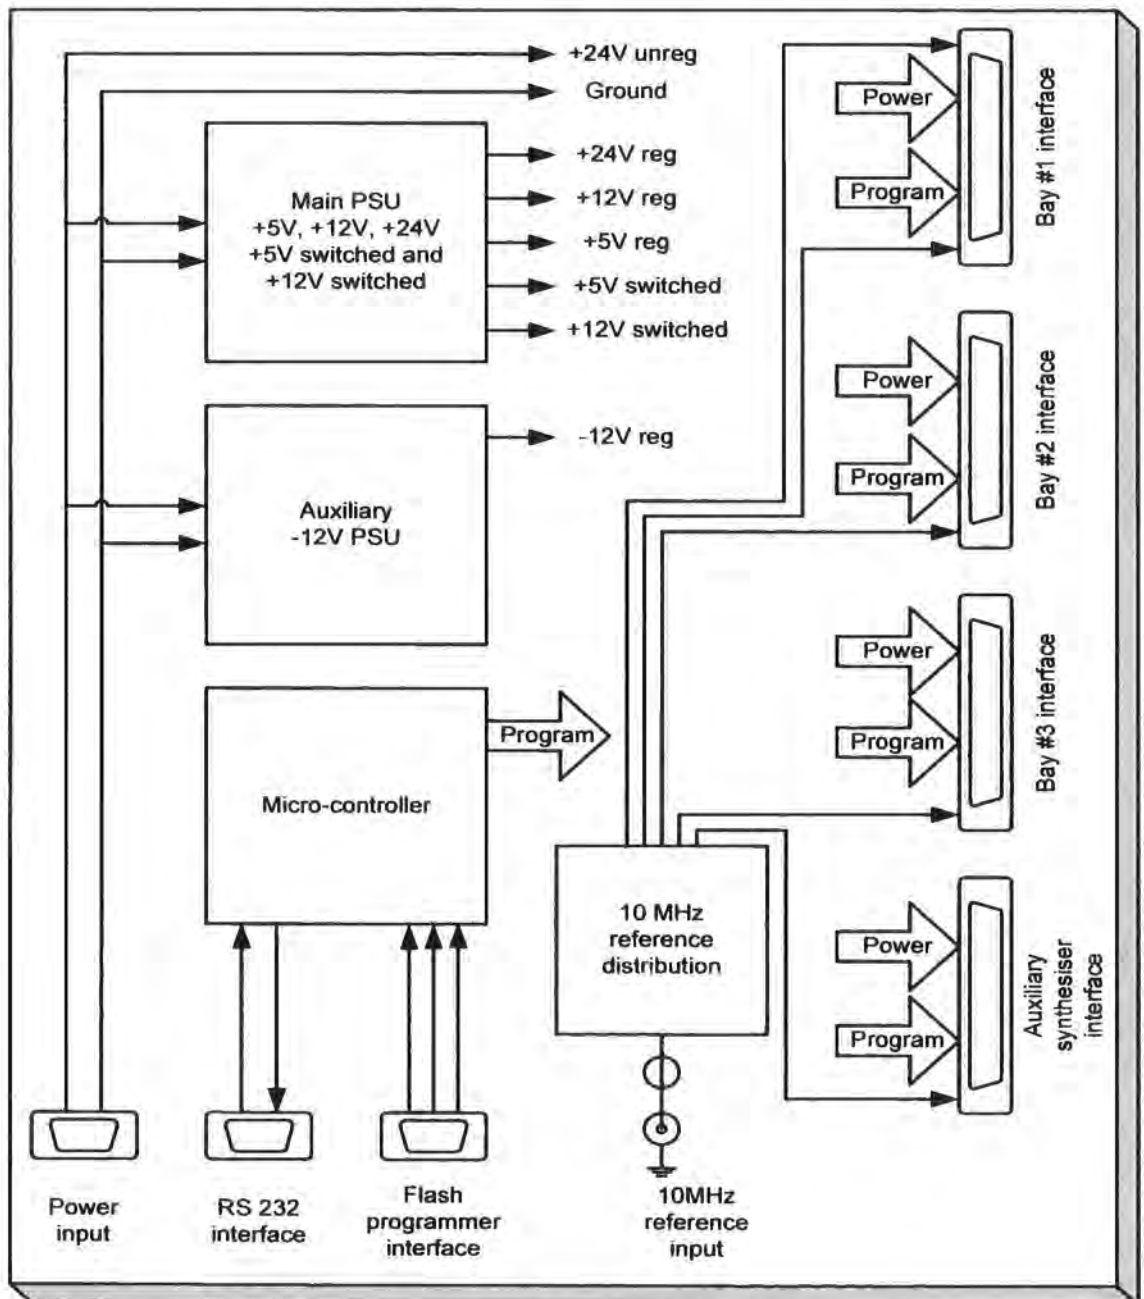 +24V unreg
Ground
Main PSU
+5V, +12V, +24V
+5V switched and
+12V switched
+24V reg
+12V reg
+5V reg
+5V switched
+12V switched
Auxiliary
-12V PSU
-12V reg
Micro-controller
Program
10 MHz
reference
distribution
Power
Program
Bay #1 interface
Power
Program
Bay #2 interface
Power
Program
Bay #3 interface
Power
Program
Auxiliary
synthesiser
interface
Power
input
RS 232
interface
Flash
programmer
interface
10MHz
reference
input